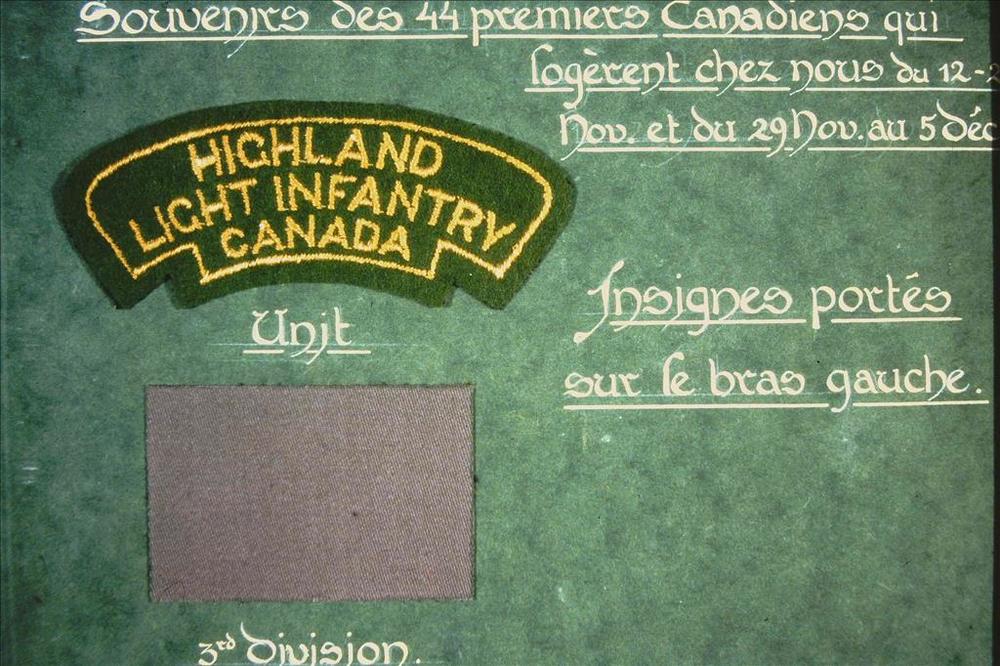 Souvenirs des 44 premiers Canadiens qui
logèrent chez nous du 12-2
Nov. et du 29 Nov. au 5 Déc
HIGHLAND
LIGHT INFANTRY
CANADA
Unit
Insignes portés
sur le bras gauche.
3rd Division.